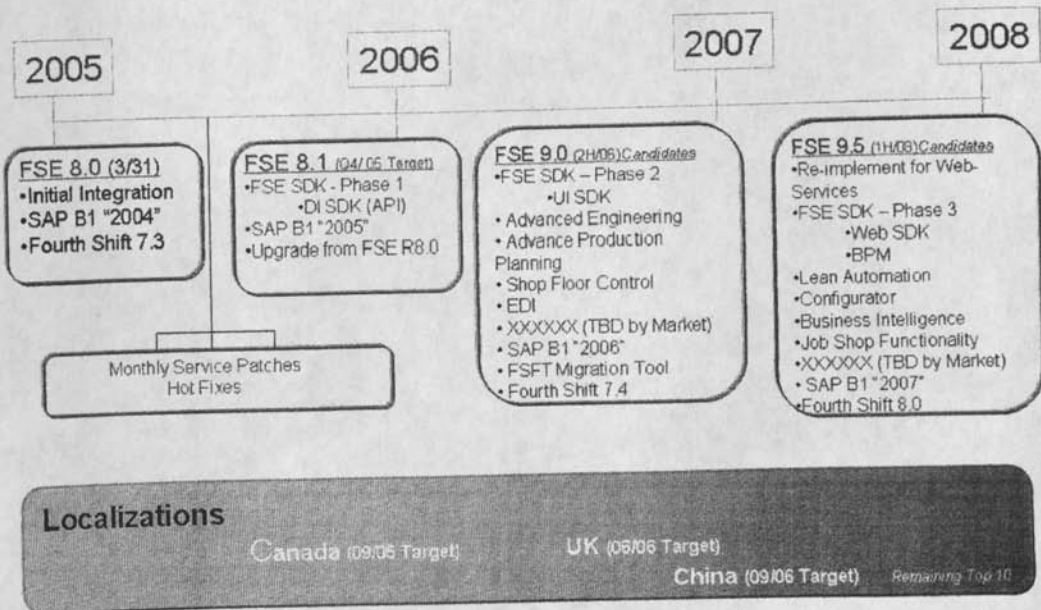 2005
2006
2007
2008
FSE 8.0 (3/31)
•Initial Integration
•SAP B1 "2004"
•Fourth Shift 7.3
FSE 8.1 Target)
•FSE SDK - Phase 1
•DI SDK (API)
•SAP B1 "2005"
•Upgrade from FSE R8.0
FSE 9.0 (2H/06)Candidates
•FSE SDK – Phase 2
•UI SDK
• Advanced Engineering
• Advance Production
Planning
• Shop Floor Control
• EDI
• XXXXXX (TBD by Market)
• SAP B1 "2006"
• FSFT Migration Tool
• Fourth Shift 7.4
FSE 9.5 Candidates
•Re-implement for Web-
Services
•FSE SDK – Phase 3
•Web SDK
•BPM
•Lean Automation
•Configurator
•Business Intelligence
•Job Shop Functionality
•XXXXXX (TBD by Market)
• SAP B1 "2007"
•Fourth Shift 8.0
Monthly Service Patches
Hot Fixes
Localizations
Canada Target)
UK (06/06 Target)
China (09/06 Target)
Remaining Top 10